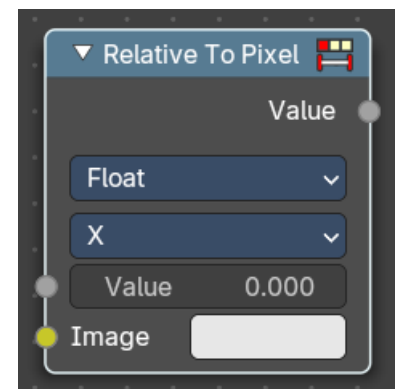 Relative To Pixel
Value
Float
X
Value 0.000
Image